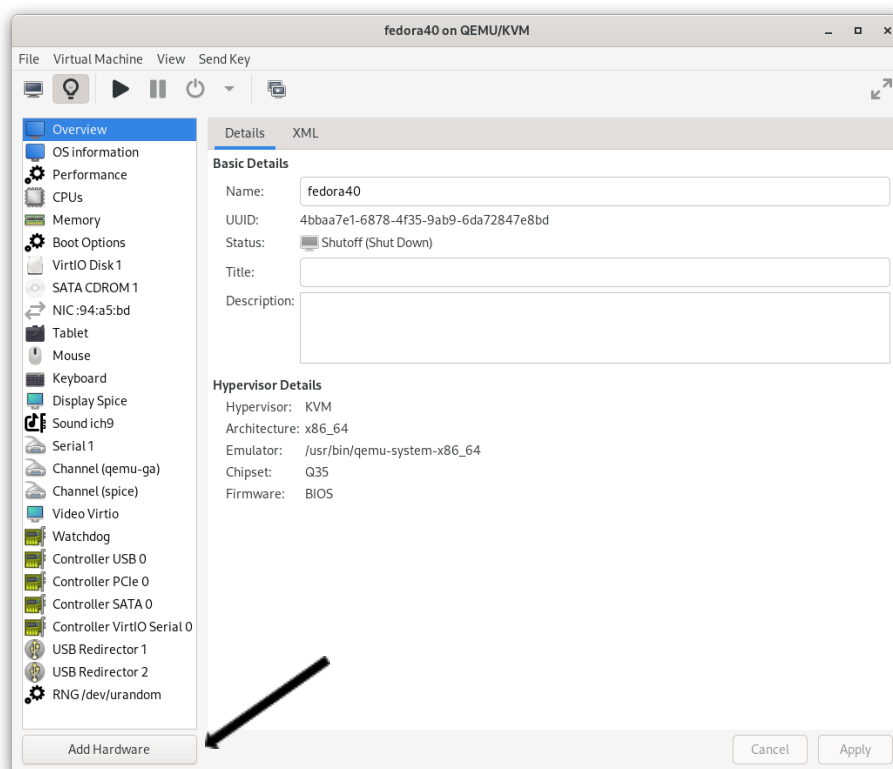 fedora40 on QEMU/KVM
File Virtual Machine View Send Key
Overview
OS information
Performance
CPUs
Memory
Boot Options
VirtIO Disk 1
SATA CDROM 1
NIC :94:a5:bd
Tablet
Mouse
Keyboard
Display Spice
Sound ich9
Serial 1
Channel (qemu-ga)
Channel (spice)
Video Virtio
Watchdog
Controller USB 0
Controller PCIe 0
Controller SATA 0
Controller VirtIO Serial 0
USB Redirector 1
USB Redirector 2
RNG /dev/urandom
Add Hardware
Details XML
Basic Details
Name: fedora40
UUID: 4bbaa7e1-6878-4f35-9ab9-6da72847e8bd
Status: Shutoff (Shut Down)
Title:
Description:
Hypervisor Details
Hypervisor: KVM
Architecture: x86_64
Emulator: /usr/bin/qemu-system-x86_64
Chipset: Q35
Firmware: BIOS
Cancel Apply